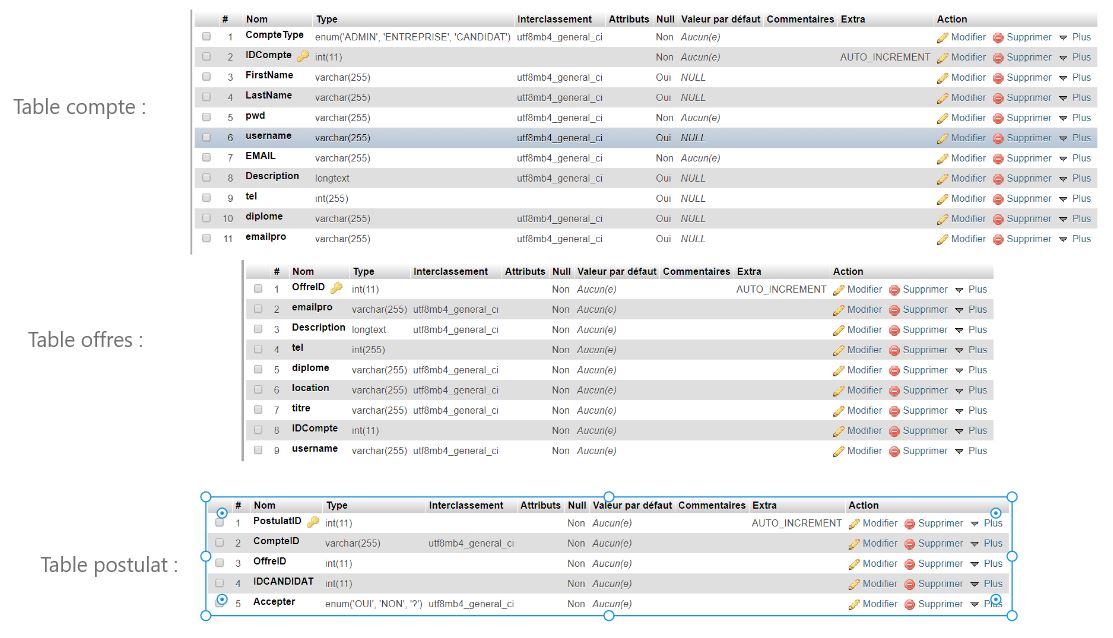 # Nom Type Interclassement Attributs Null Valeur par défaut Commentaires Extra Action
1 CompteType enum('ADMIN', 'ENTREPRISE', 'CANDIDAT') utf8mb4_general_ci Non Aucun(e) Modifier Supprimer Plus
2 IDCompte int(11) Non Aucun(e) AUTO_INCREMENT Modifier Supprimer Plus
3 FirstName varchar(255) utf8mb4_general_ci Oui NULL Modifier Supprimer Plus
4 LastName varchar(255) utf8mb4_general_ci Oui NULL Modifier Supprimer Plus
Table compte :
5 pwd varchar(255) utf8mb4_general_ci Non Aucun(e) Modifier Supprimer Plus
6 username varchar(255) utf8mb4_general_ci Oui NULL Modifier Supprimer Plus
7 EMAIL varchar(255) utf8mb4_general_ci Non Aucun(e) Modifier Supprimer Plus
8 Description longtext utf8mb4_general_ci Oui NULL Modifier Supprimer Plus
9 tel int(255) Oui NULL Modifier Supprimer Plus
10 diplome varchar(255) utf8mb4_general_ci Oui NULL Modifier Supprimer Plus
11 emailpro varchar(255) utf8mb4_general_ci Oui NULL Modifier Supprimer Plus
# Nom Type Interclassement Attributs Null Valeur par défaut Commentaires Extra Action
1 OffreID int(11) Non Aucun(e) AUTO_INCREMENT Modifier Supprimer Plus
2 emailpro varchar(255) utf8mb4_general_ci Non Aucun(e) Modifier Supprimer Plus
3 Description longtext utf8mb4_general_ci Non Aucun(e) Modifier Supprimer Plus
Table offres :
4 tel int(255) Non Aucun(e) Modifier Supprimer Plus
5 diplome varchar(255) utf8mb4_general_ci Non Aucun(e) Modifier Supprimer Plus
6 location varchar(255) utf8mb4_general_ci Non Aucun(e) Modifier Supprimer Plus
7 titre varchar(255) utf8mb4_general_ci Non Aucun(e) Modifier Supprimer Plus
8 IDCompte int(11) Non Aucun(e) Modifier Supprimer Plus
9 username varchar(255) utf8mb4_general_ci Non Aucun(e) Modifier Supprimer Plus
# Nom Type Interclassement Attributs Null Valeur par défaut Commentaires Extra Action
1 PostulatID int(11) Non Aucun(e) AUTO_INCREMENT Modifier Supprimer Plus
2 CompteID varchar(255) utf8mb4_general_ci Non Aucun(e) Modifier Supprimer Plus
Table postulat :
3 OffreID int(11) Non Aucun(e) Modifier Supprimer Plus
4 IDCANDIDAT int(11) Non Aucun(e) Modifier Supprimer Plus
5 Accepter enum('OUI', 'NON', '?') utf8mb4_general_ci Non Aucun(e) Modifier Supprimer Plus